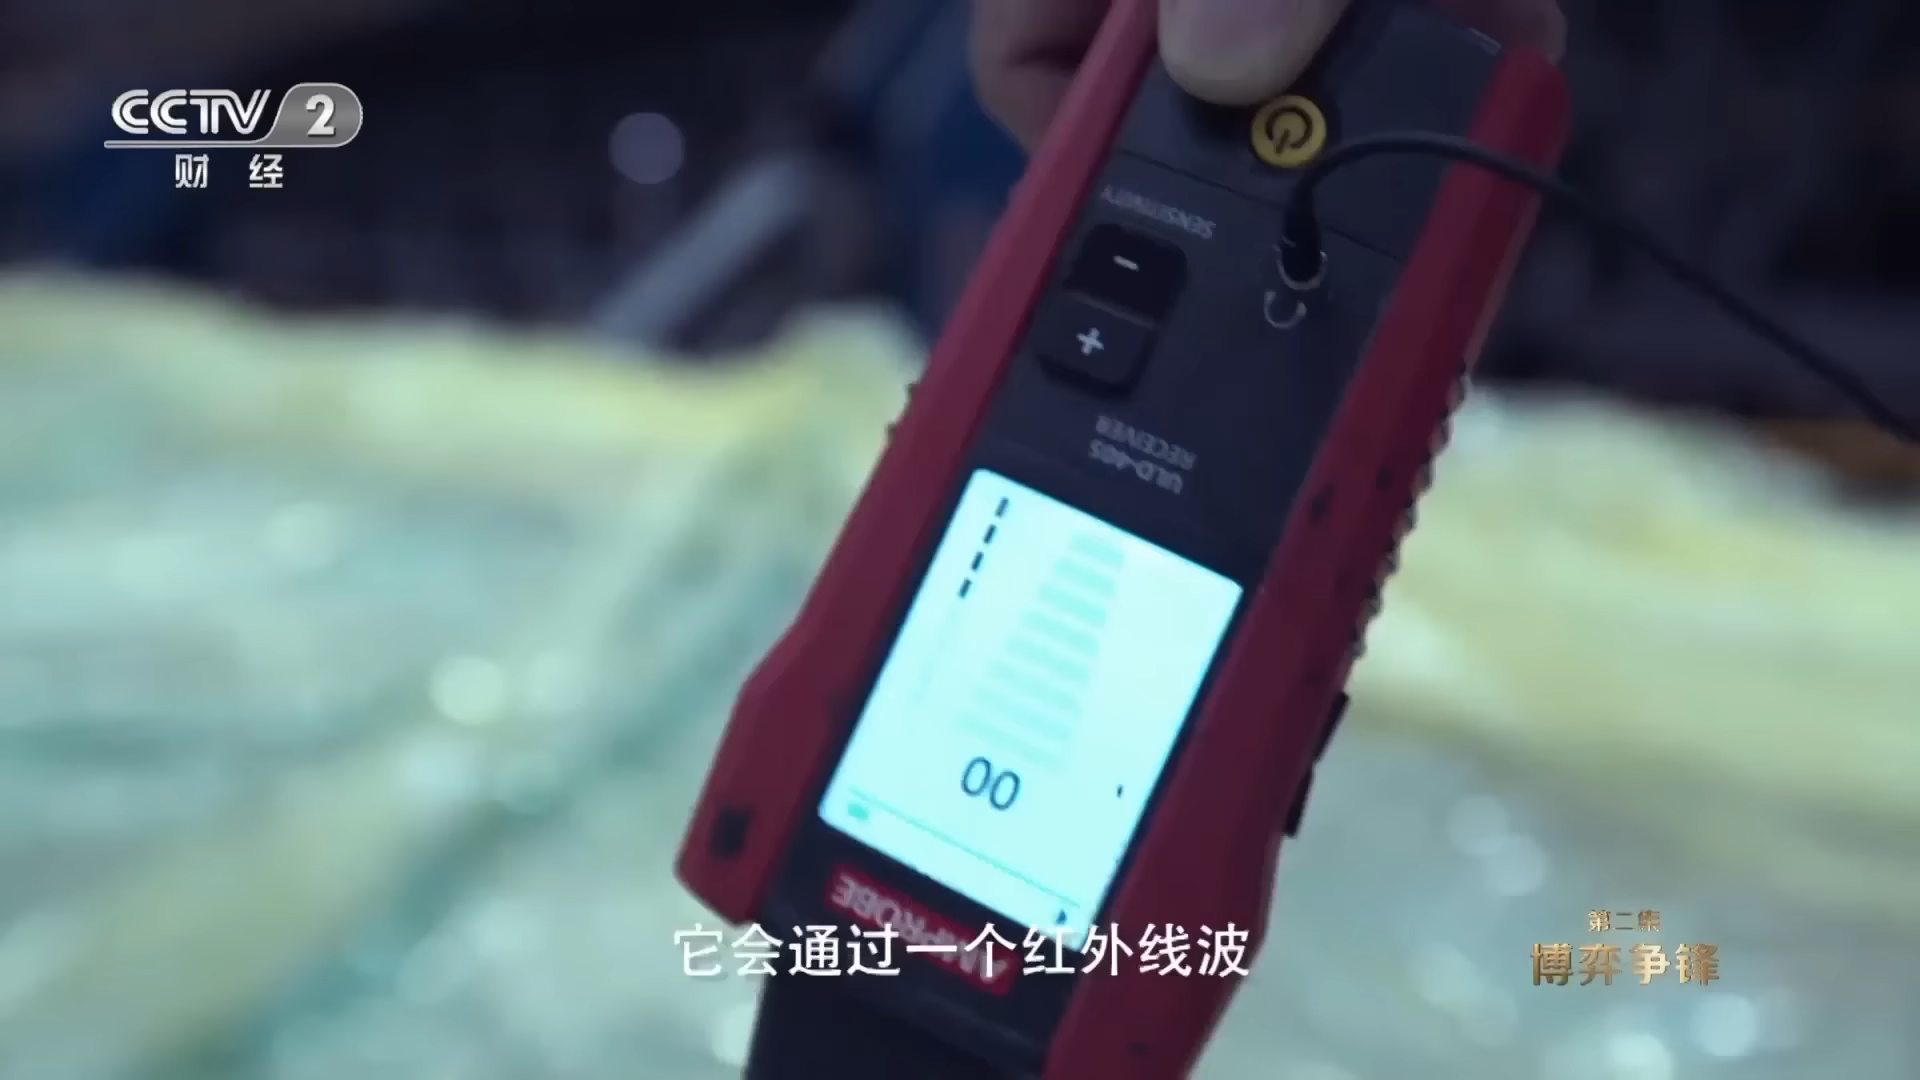 CCTV 2
财 经
SENSITIVITY
-
+
ULD-405
RECEIVER
00
AMPROBE
它会通过一个红外线波
第二集
博弈争锋